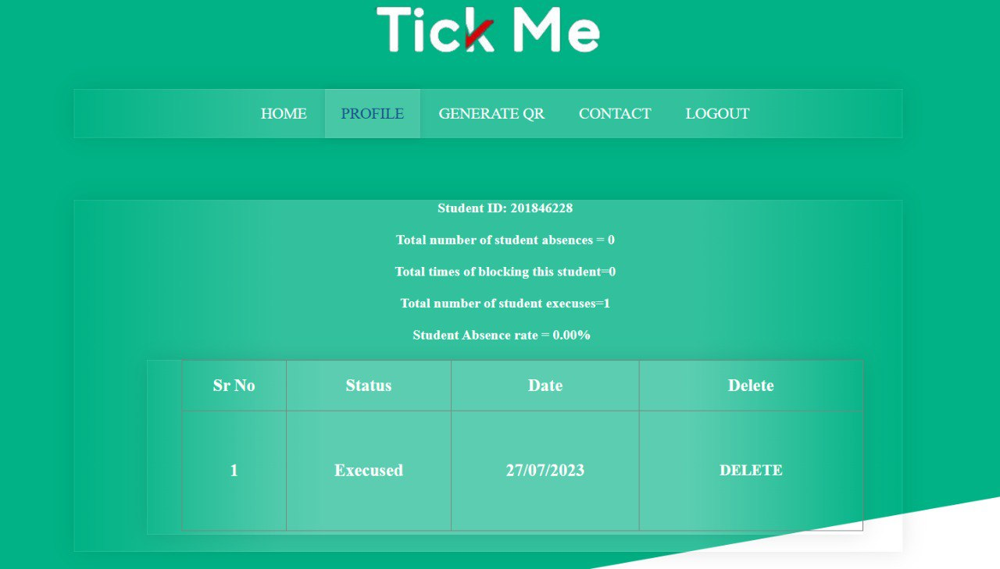 Tick Me
HOME PROFILE GENERATE QR CONTACT LOGOUT
Student ID: 201846228
Total number of student absences = 0
Total times of blocking this student=0
Total number of student execuses=1
Student Absence rate = 0.00%
Sr No Status Date Delete
1 Execused 27/07/2023 DELETE